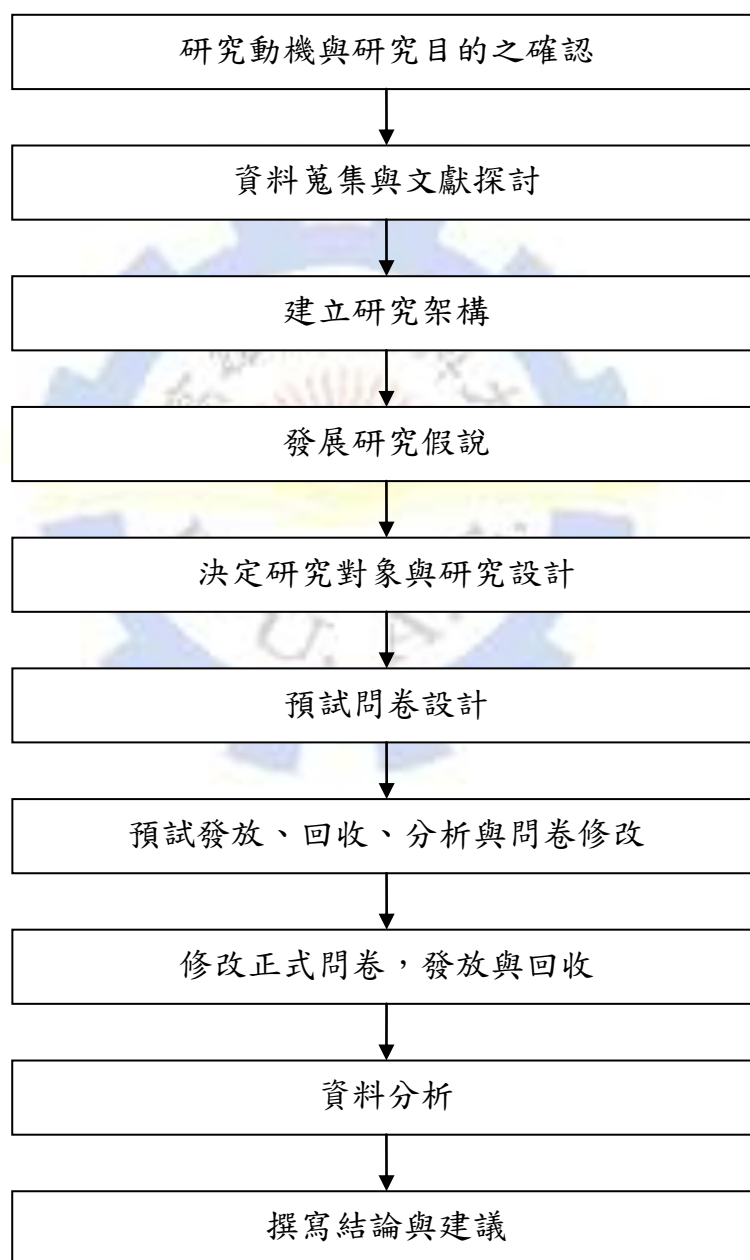 研究動機與研究目的之確認
資料蒐集與文獻探討
建立研究架構
發展研究假說
決定研究對象與研究設計
預試問卷設計
預試發放、回收、分析與問卷修改
修改正式問卷，發放與回收
資料分析
撰寫結論與建議